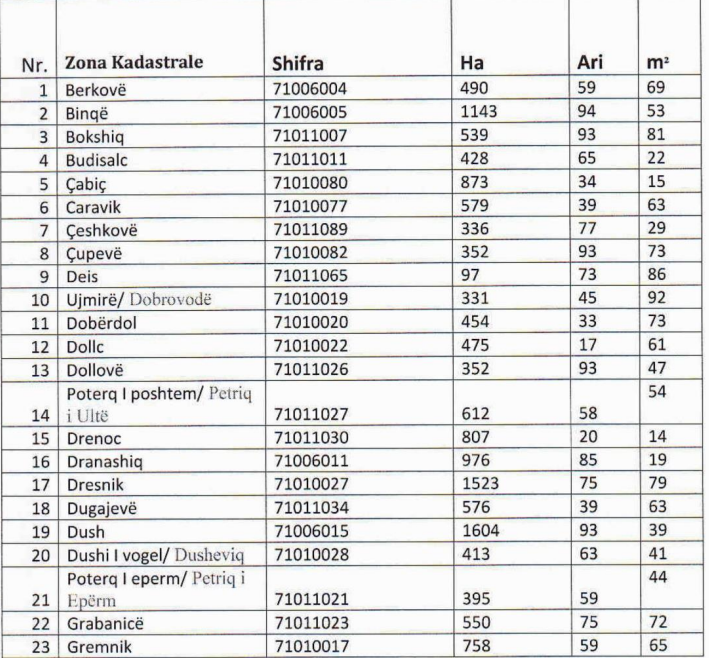 Nr. Zona Kadastrale Shifra Ha Ari m²
1 Berkovë 71006004 490 59 69
2 Binqë 71006005 1143 94 53
3 Bokshiq 71011007 539 93 81
4 Budisalc 71011011 428 65 22
5 Çabiç 71010080 873 34 15
6 Caravik 71010077 579 39 63
7 Çeshkovë 71011089 336 77 29
8 Çupevë 71010082 352 93 73
9 Deis 71011065 97 73 86
10 Ujmirë/ Dobrovodë 71010019 331 45 92
11 Dobërdol 71010020 454 33 73
12 Dollc 71010022 475 17 61
13 Dollovë 71011026 352 93 47
Poterq I poshtem/ Petriq 54
14 i Ultë 71011027 612 58
15 Drenoc 71011030 807 20 14
16 Dranashiq 71006011 976 85 19
17 Dresnik 71010027 1523 75 79
18 Dugajevë 71011034 576 39 63
19 Dush 71006015 1604 93 39
20 Dushi I vogel/ Dusheviq 71010028 413 63 41
Poterq I eperm/ Petriq i 44
21 Epërm 71011021 395 59
22 Grabanicë 71011023 550 75 72
23 Gremnik 71010017 758 59 65